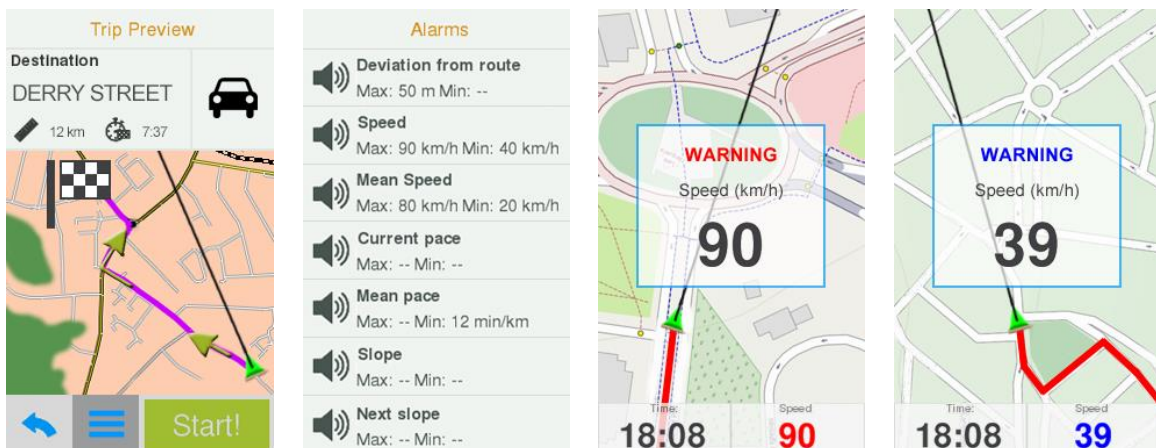 Trip Preview
Destination
DERRY STREET
12 km 7:37
Start!
Alarms
Deviation from route
Max: 50 m Min: --
Speed
Max: 90 km/h Min: 40 km/h
Mean Speed
Max: 80 km/h Min: 20 km/h
Current pace
Max: -- Min: --
Mean pace
Max: -- Min: 12 min/km
Slope
Max: -- Min: --
Next slope
Max: -- Min: --
WARNING
Speed (km/h)
90
Time: Speed
18:08 90
WARNING
Speed (km/h)
39
Time: Speed
18:08 39